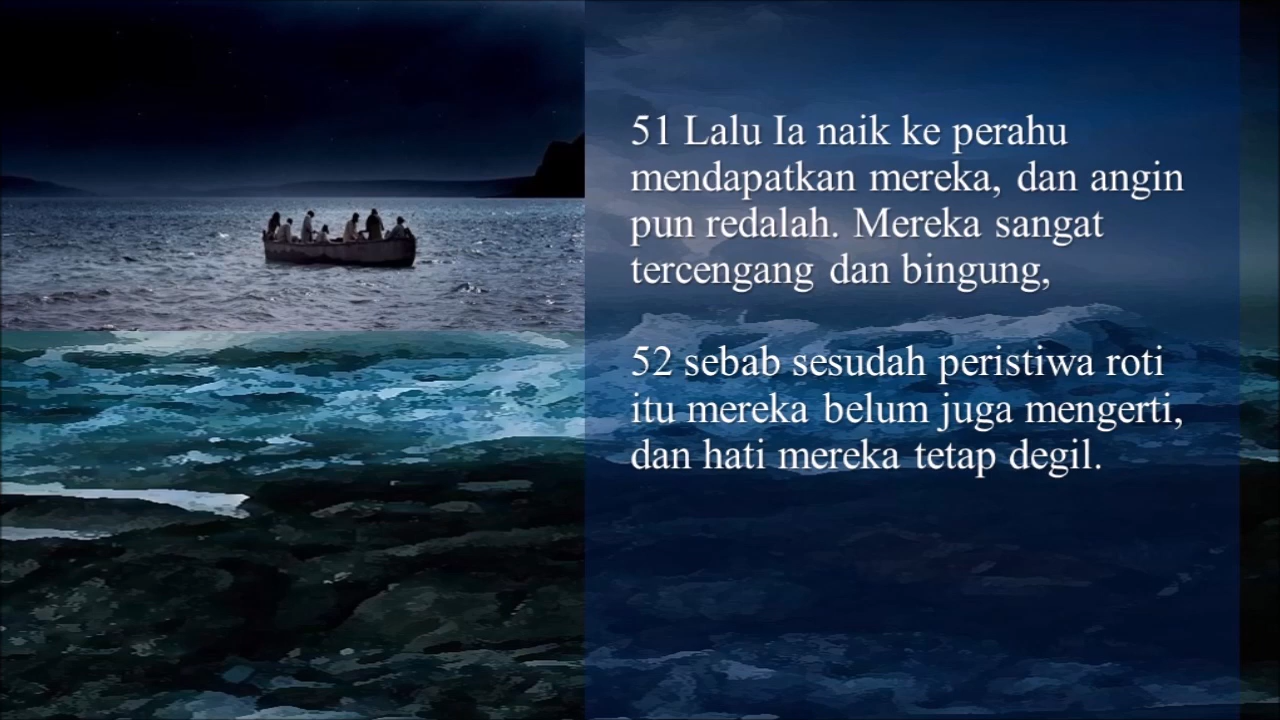 51 Lalu Ia naik ke perahu
mendapatkan mereka, dan angin
pun redalah. Mereka sangat
tercengang dan bingung,
52 sebab sesudah peristiwa roti
itu mereka belum juga mengerti,
dan hati mereka tetap degil.